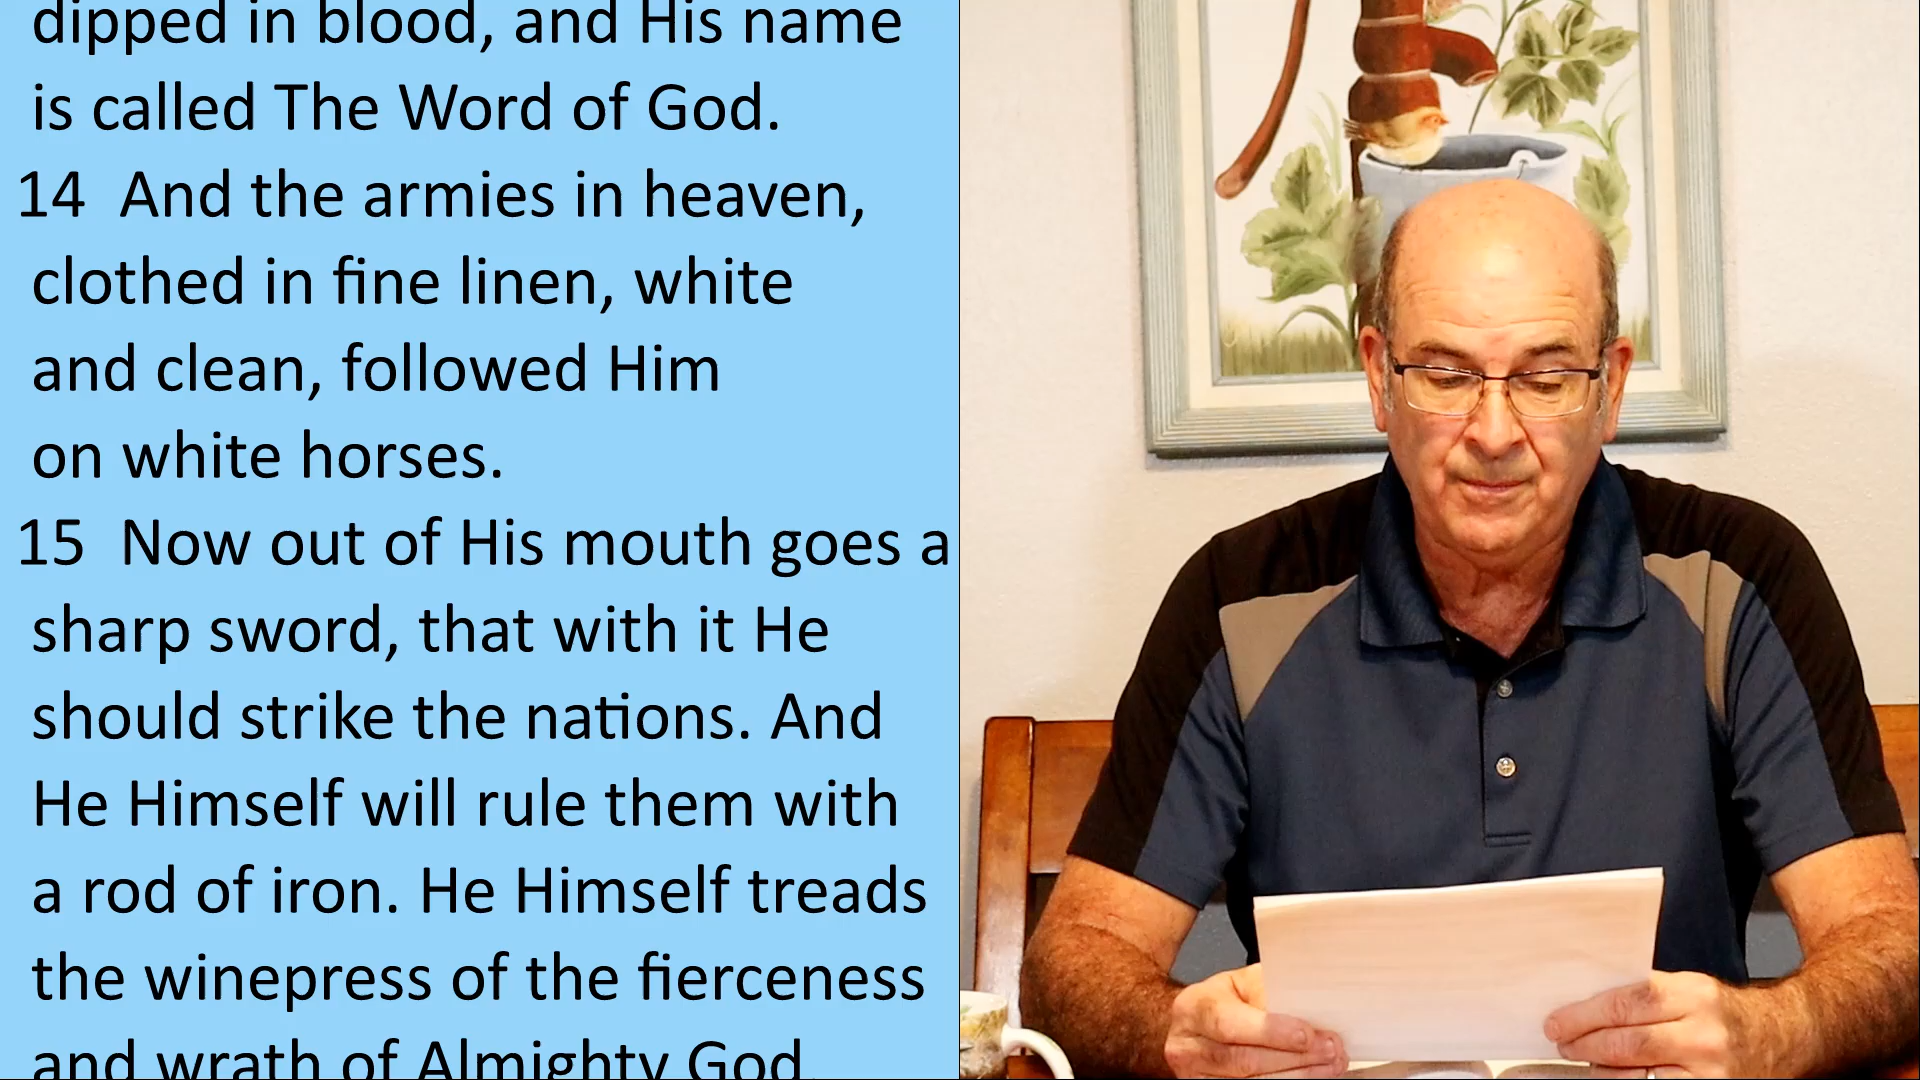 dipped in blood, and His name
is called The Word of God.
14 And the armies in heaven,
clothed in fine linen, white
and clean, followed Him
on white horses.
15 Now out of His mouth goes a
sharp sword, that with it He
should strike the nations. And
He Himself will rule them with
a rod of iron. He Himself treads
the winepress of the fierceness
and wrath of Almighty God.